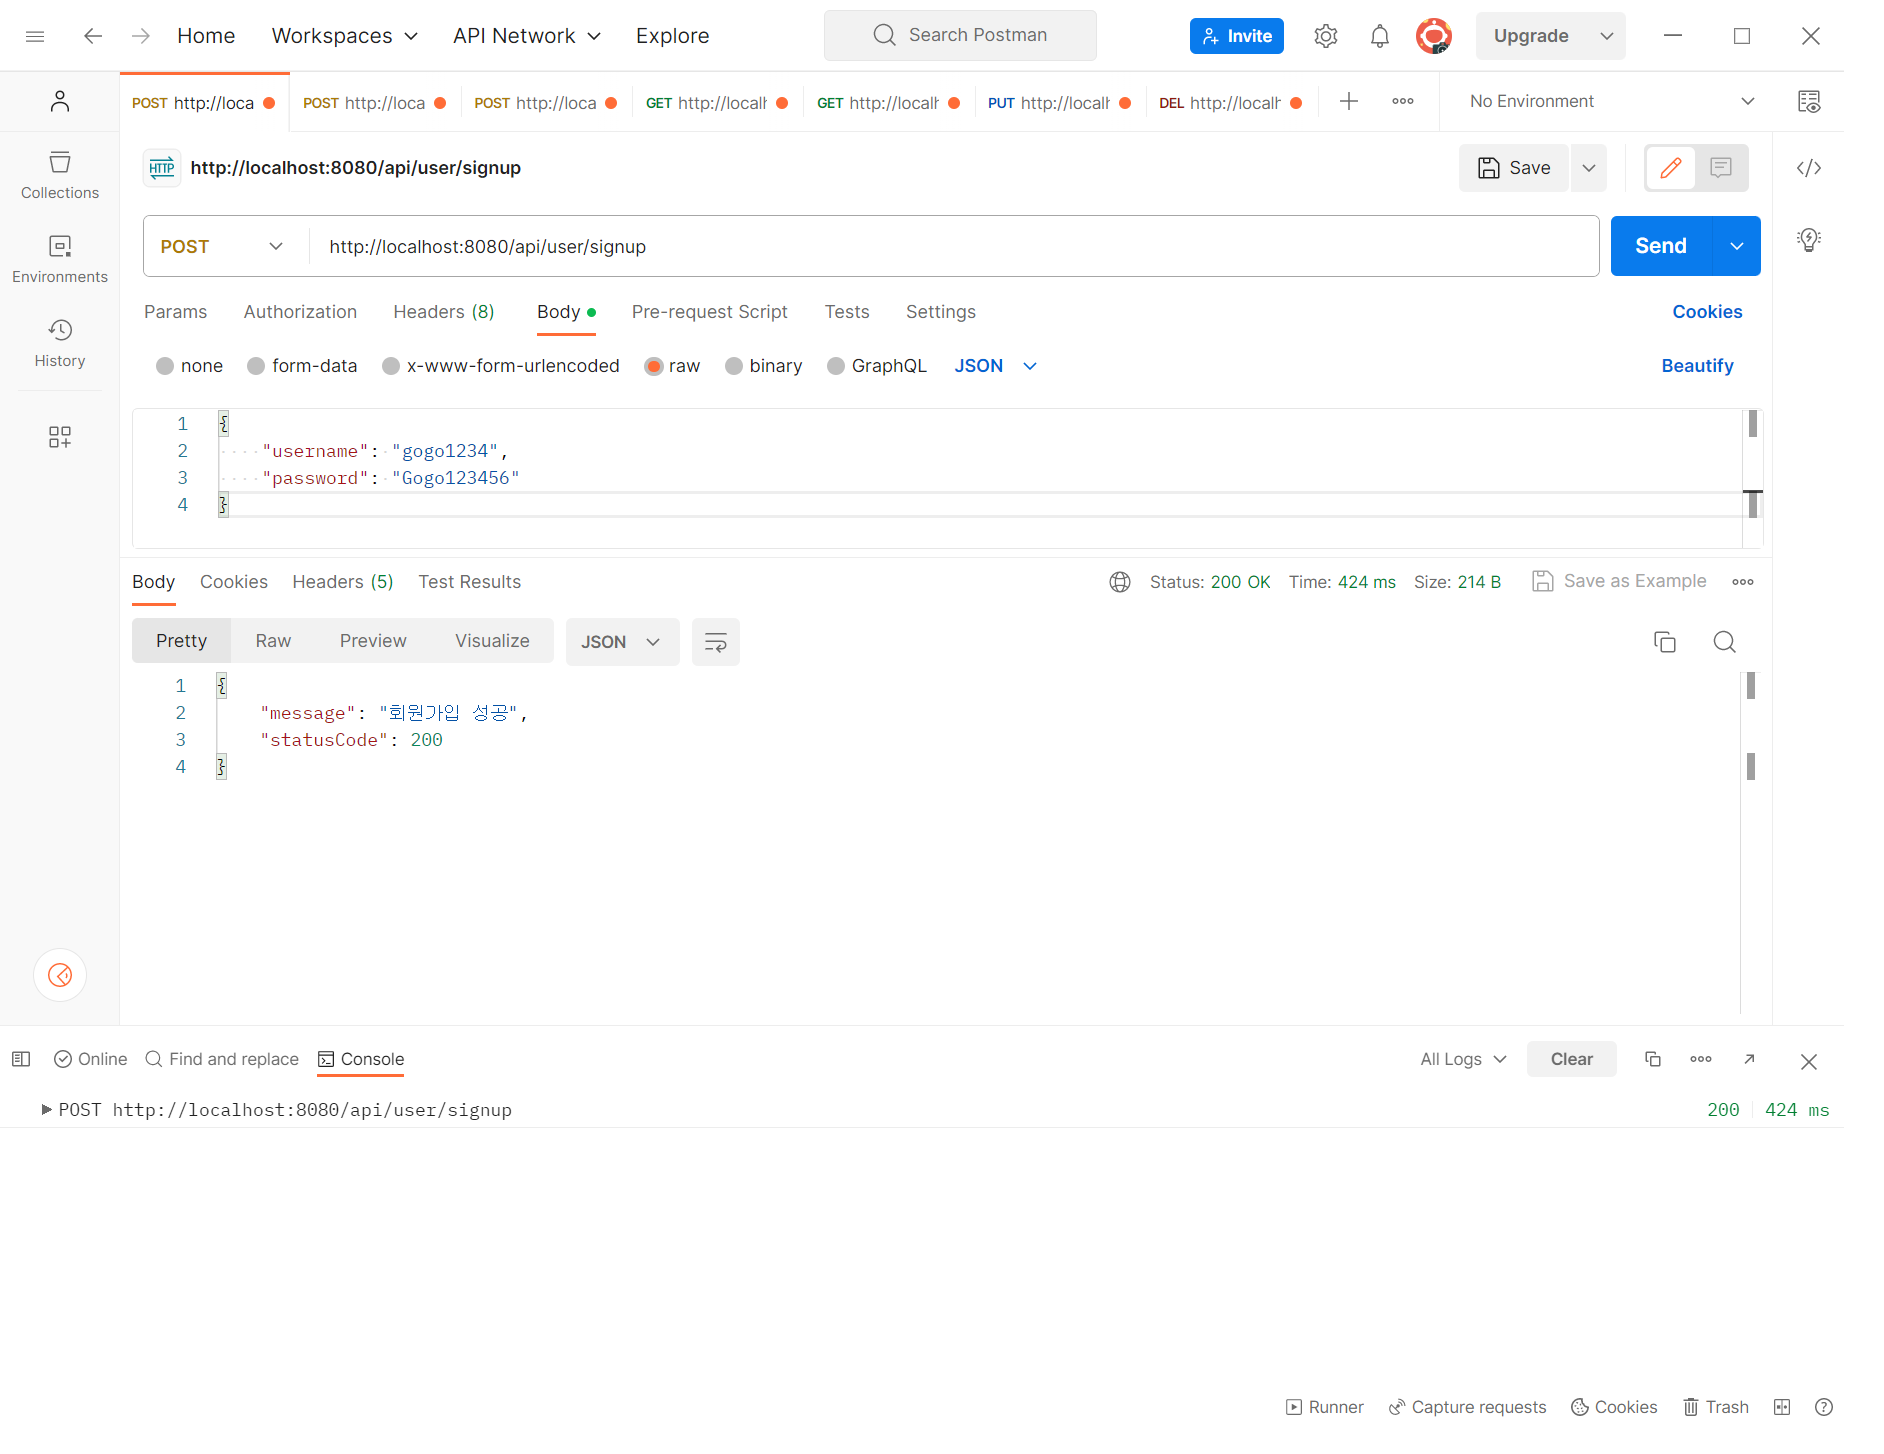 Home Workspaces API Network Explore Search Postman Invite Upgrade
POST http://loca POST http://loca POST http://loca GET http://localh GET http://localh PUT http://localh DEL http://localh No Environment
HTTP http://localhost:8080/api/user/signup Save
Collections
Environments
History
POST http://localhost:8080/api/user/signup Send
Params Authorization Headers (8) Body Pre-request Script Tests Settings Cookies
none form-data x-www-form-urlencoded raw binary GraphQL JSON Beautify
1 {
2 "username": "gogo1234",
3 "password": "Gogo123456"
4 }
Body Cookies Headers (5) Test Results Status: 200 OK Time: 424 ms Size: 214 B Save as Example
Pretty Raw Preview Visualize JSON
1 {
2 "message": "회원가입 성공",
3 "statusCode": 200
4 }
Online Find and replace Console All Logs Clear
POST http://localhost:8080/api/user/signup 200 424 ms
Runner Capture requests Cookies Trash